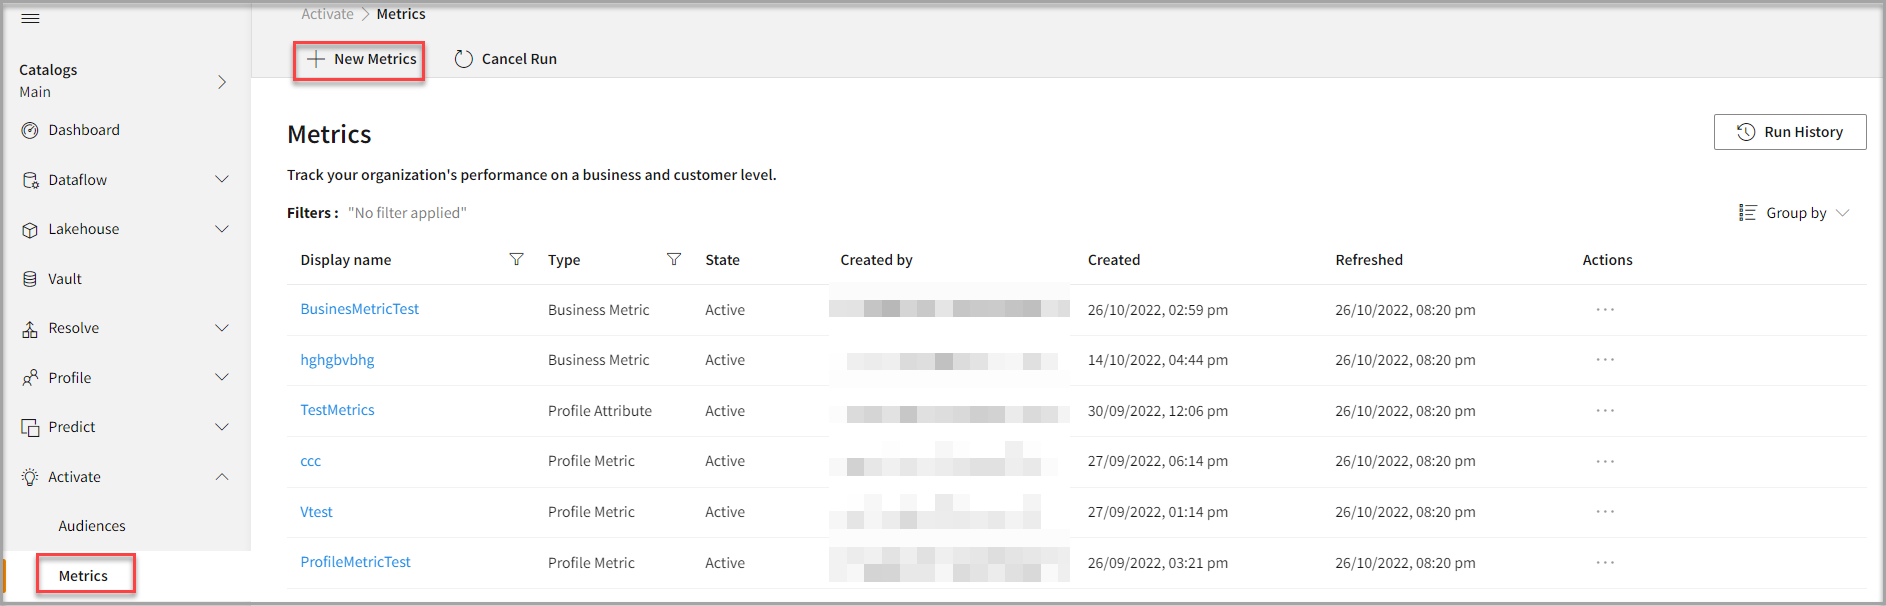 Activate > Metrics
New Metrics Cancel Run
Catalogs
Main
Dashboard
Dataflow
Lakehouse
Vault
Resolve
Profile
Predict
Activate
Audiences
Metrics
Metrics
Run History
Track your organization's performance on a business and customer level.
Filters : "No filter applied"
Group by
Display name Type State Created by Created Refreshed Actions
BusinesMetricTest Business Metric Active 26/10/2022, 02:59 pm 26/10/2022, 08:20 pm ...
hghgbvbhg Business Metric Active 14/10/2022, 04:44 pm 26/10/2022, 08:20 pm ...
TestMetrics Profile Attribute Active 30/09/2022, 12:06 pm 26/10/2022, 08:20 pm ...
ccc Profile Metric Active 27/09/2022, 06:14 pm 26/10/2022, 08:20 pm ...
Vtest Profile Metric Active 27/09/2022, 01:14 pm 26/10/2022, 08:20 pm ...
ProfileMetricTest Profile Metric Active 26/09/2022, 03:21 pm 26/10/2022, 08:20 pm ...